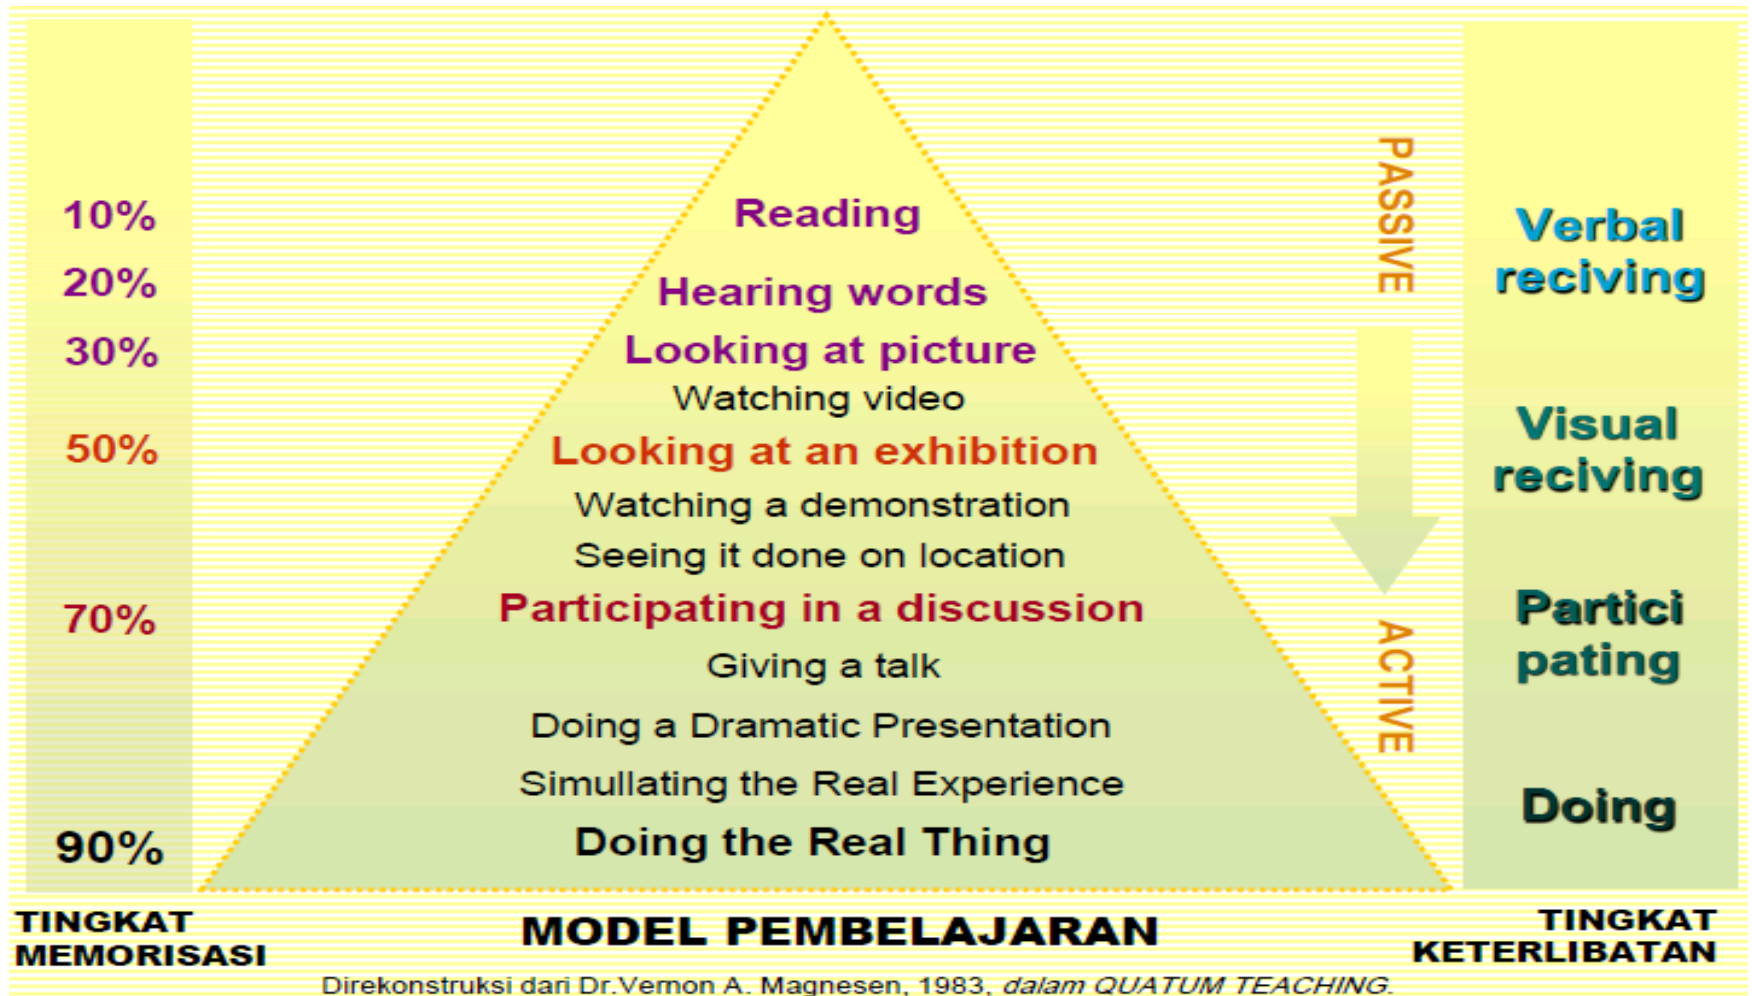 10%
20%
30%
50%
70%
90%
TINGKAT
MEMORISASI
Reading
Hearing words
Looking at picture
Watching video
Looking at an exhibition
Watching a demonstration
Seeing it done on location
Participating in a discussion
Giving a talk
Doing a Dramatic Presentation
Simullating the Real Experience
Doing the Real Thing
MODEL PEMBELAJARAN
PASSIVE
ACTIVE
Verbal
reciving
Visual
reciving
Partici
pating
Doing
TINGKAT
KETERLIBATAN
Direkonstruksi dari Dr.Vernon A. Magnesen, 1983, dalam QUATUM TEACHING.